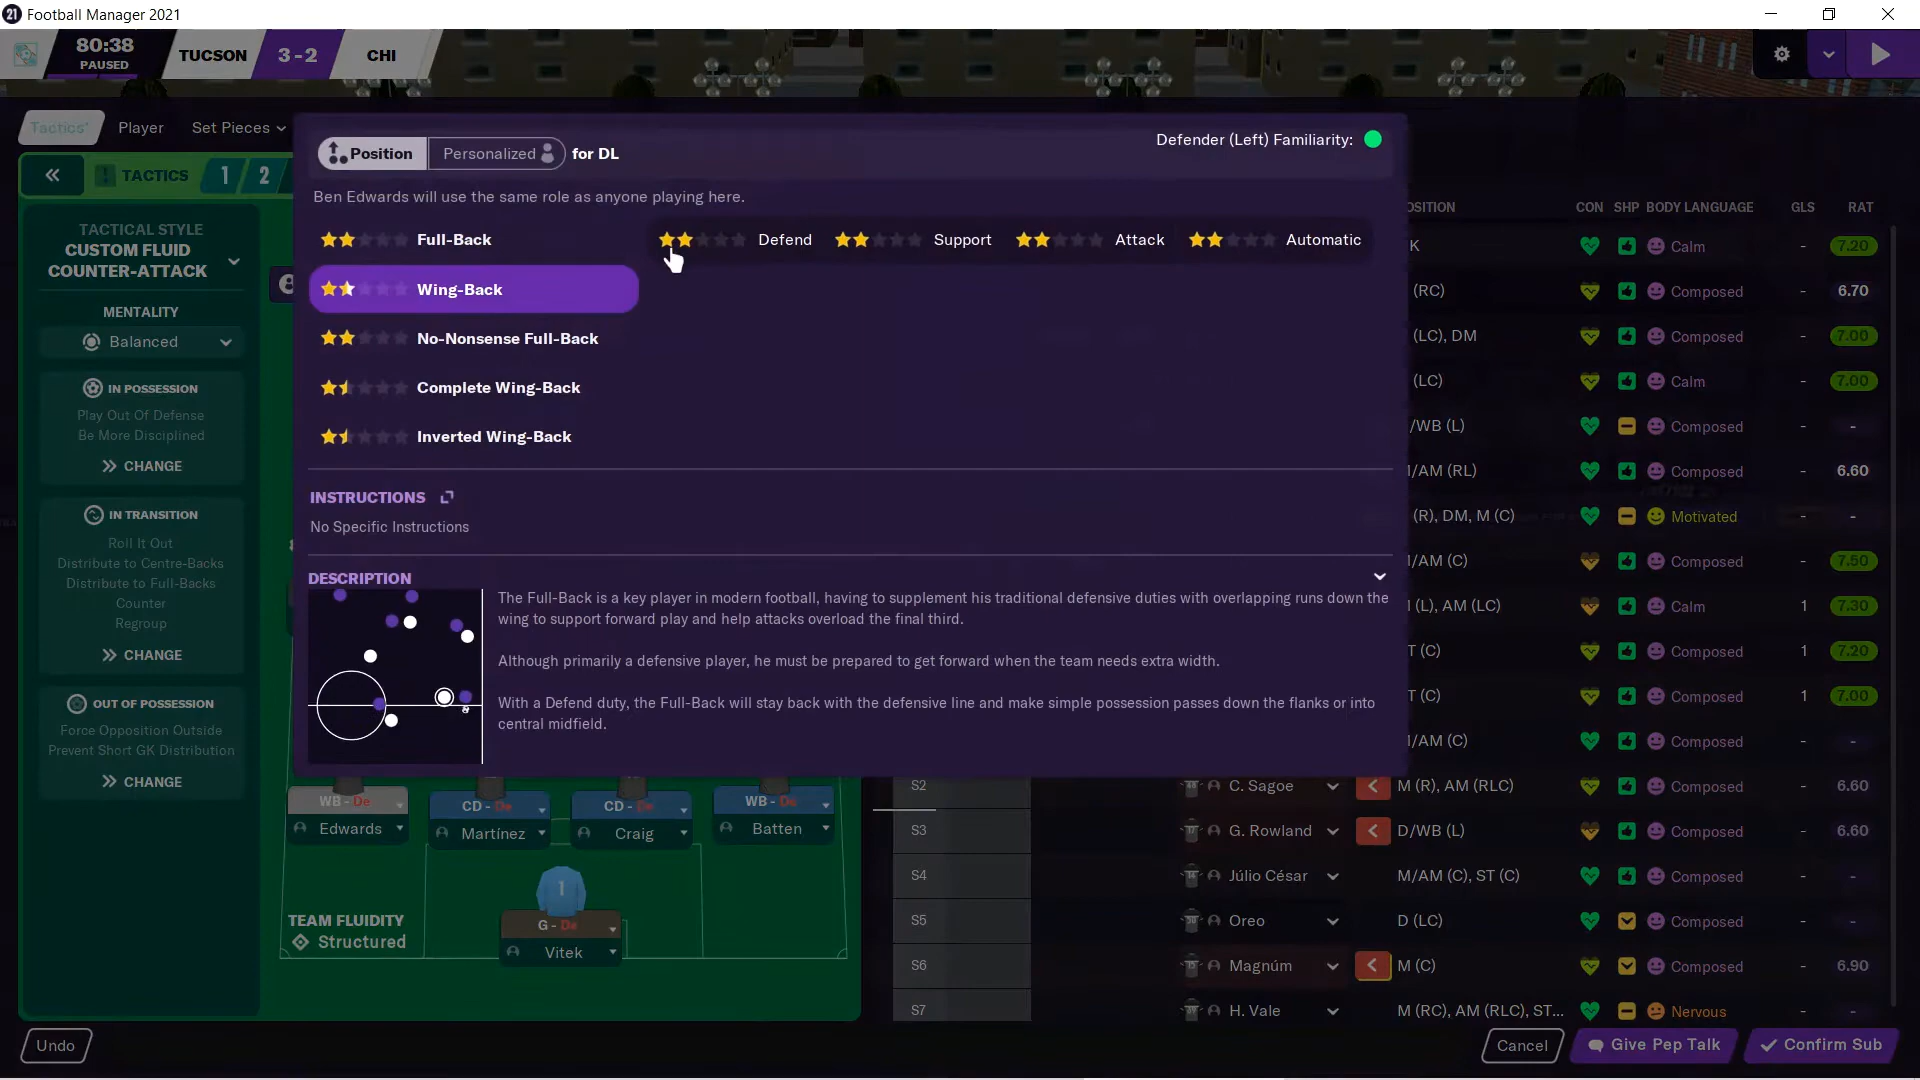 Football Manager 2021
80:38
PAUSED
TUCSON
3 - 2
CHI
Tactics*
Player
Set Pieces
TACTICS
1
2
TACTICAL STYLE
CUSTOM FLUID
COUNTER-ATTACK
MENTALITY
Balanced
IN POSSESSION
Play Out Of Defense
Be More Disciplined
CHANGE
IN TRANSITION
Roll It Out
Distribute to Centre-Backs
Distribute to Full-Backs
Counter
Regroup
CHANGE
OUT OF POSSESSION
Force Opposition Outside
Prevent Short GK Distribution
CHANGE
Position
Personalized
for DL
Defender (Left) Familiarity:
Ben Edwards will use the same role as anyone playing here.
Full-Back
Defend
Support
Attack
Automatic
Wing-Back
No-Nonsense Full-Back
Complete Wing-Back
Inverted Wing-Back
INSTRUCTIONS
No Specific Instructions
DESCRIPTION
The Full-Back is a key player in modern football, having to supplement his traditional defensive duties with overlapping runs down the
wing to support forward play and help attacks overload the final third.
Although primarily a defensive player, he must be prepared to get forward when the team needs extra width.
With a Defend duty, the Full-Back will stay back with the defensive line and make simple possession passes down the flanks or into
central midfield.
WB - De
Edwards
CD - De
Martínez
CD - De
Craig
WB - De
Batten
1
G - De
Vitek
TEAM FLUIDITY
Structured
OSITION CON SHP BODY LANGUAGE GLS RAT
K Calm - 7.20
(RC) Composed - 6.70
(LC), DM Composed - 7.00
(LC) Calm - 7.00
/WB (L) Composed - -
/AM (RL) Composed - 6.60
(R), DM, M (C) Motivated - -
/AM (C) Composed - 7.50
(L), AM (LC) Calm 1 7.30
T (C) Composed 1 7.20
T (C) Composed 1 7.00
/AM (C) Composed - -
S2 C. Sagoe M (R), AM (RLC) Composed - 6.60
S3 G. Rowland D/WB (L) Composed - 6.60
S4 Júlio César M/AM (C), ST (C) Composed - -
S5 Oreo D (LC) Composed - -
S6 Magnúm M (C) Composed - 6.90
S7 H. Vale M (RC), AM (RLC), ST... Nervous - -
Undo
Cancel
Give Pep Talk
Confirm Sub